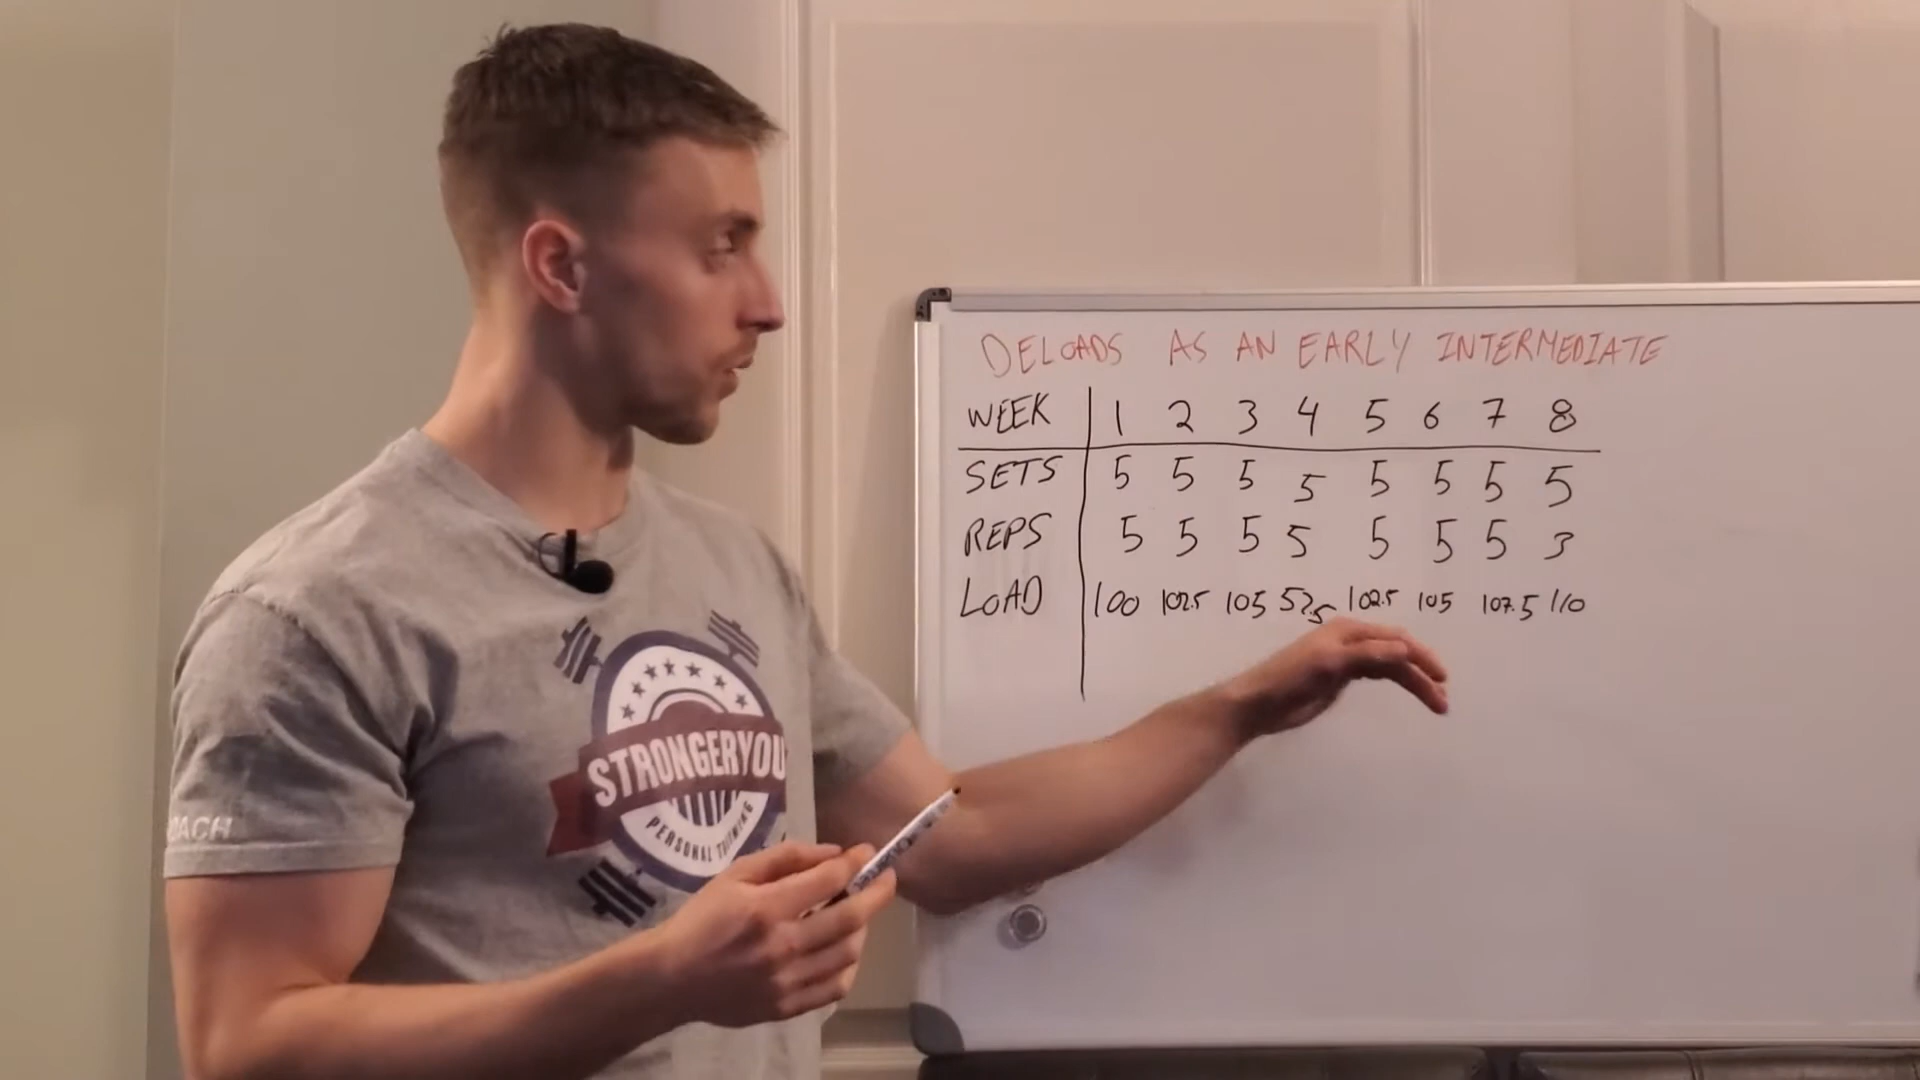 DELOADS AS AN EARLY INTERMEDIATE
WEEK 1 2 3 4 5 6 7 8
SETS 5 5 5 5 5 5 5 5
REPS 5 5 5 5 5 5 5 3
LOAD 100 102.5 105 52.5 102.5 105 107.5 110
STRONGERYOU
PERSONAL TRAINING